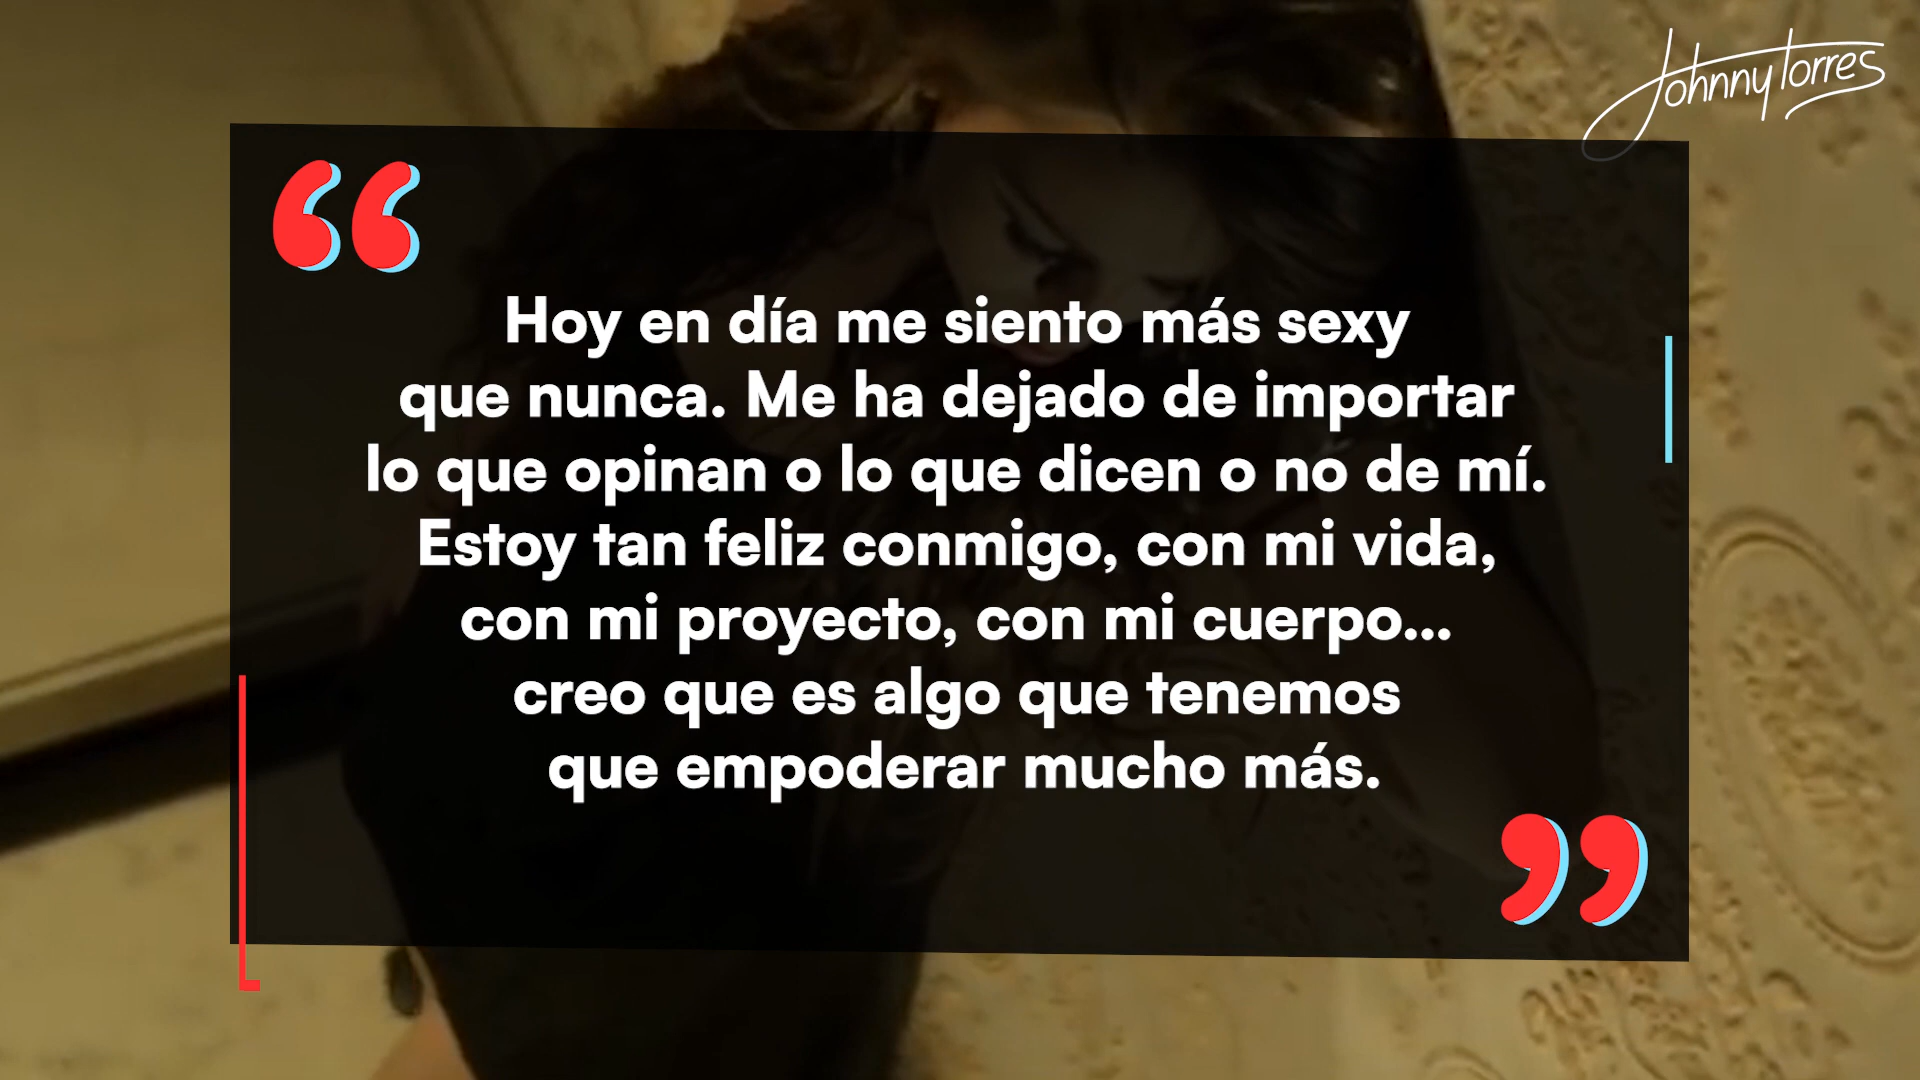 Johnny Torres
Hoy en día me siento más sexy
que nunca. Me ha dejado de importar
lo que opinan o lo que dicen o no de mí.
Estoy tan feliz conmigo, con mi vida,
con mi proyecto, con mi cuerpo...
creo que es algo que tenemos
que empoderar mucho más.